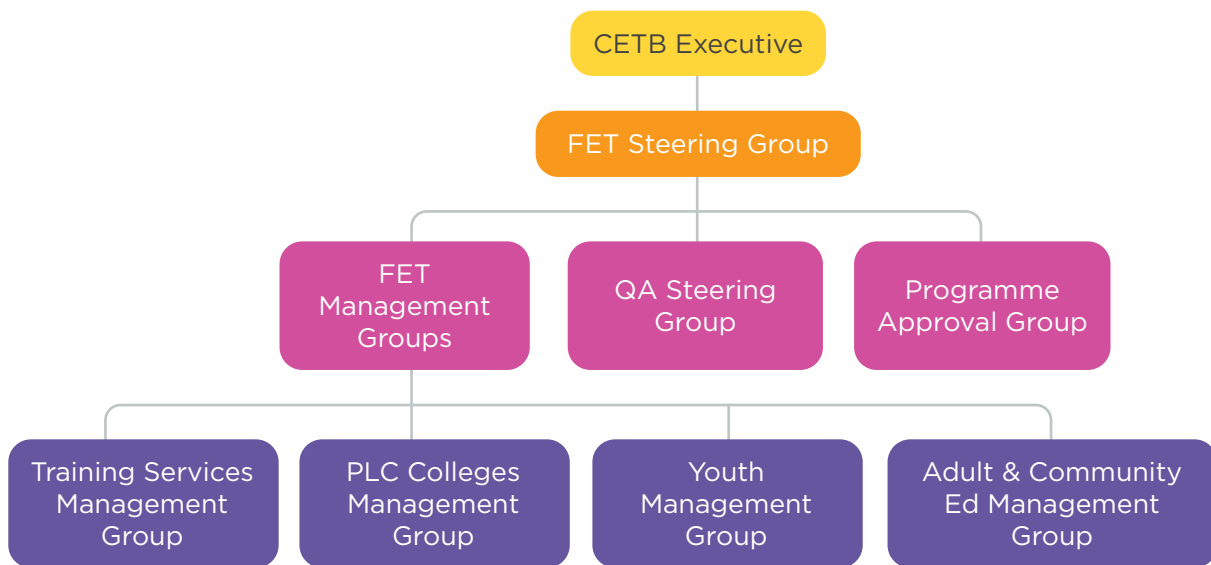 CETB Executive
FET Steering Group
FET
Management
Groups
QA Steering
Group
Programme
Approval Group
Training Services
Management
Group
PLC Colleges
Management
Group
Youth
Management
Group
Adult & Community
Ed Management
Group